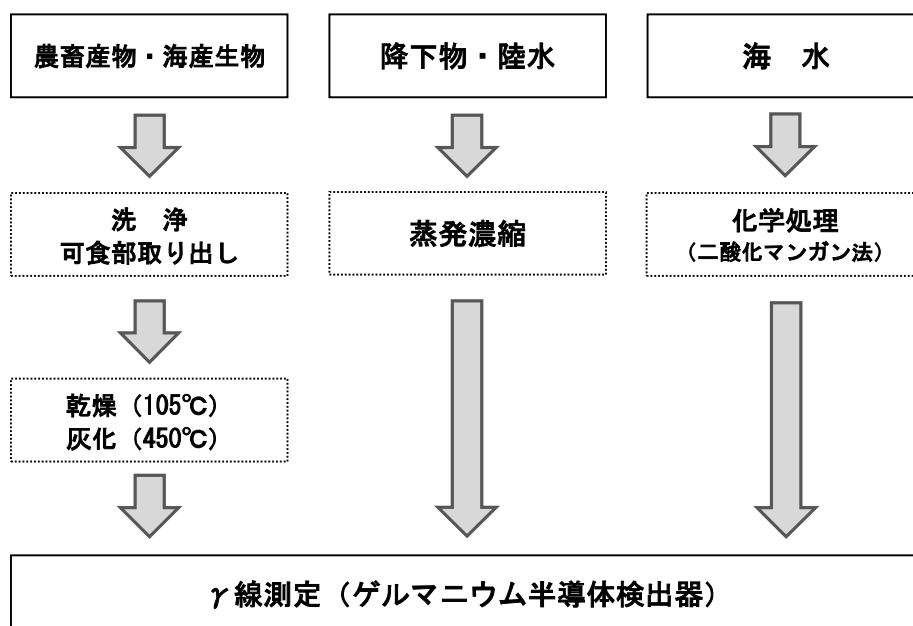 農畜産物・海産生物
降下物・陸水
海　水
洗　浄
可食部取り出し
蒸発濃縮
化学処理
（二酸化マンガン法）
乾燥（105℃）
灰化（450℃）
γ線測定（ゲルマニウム半導体検出器）